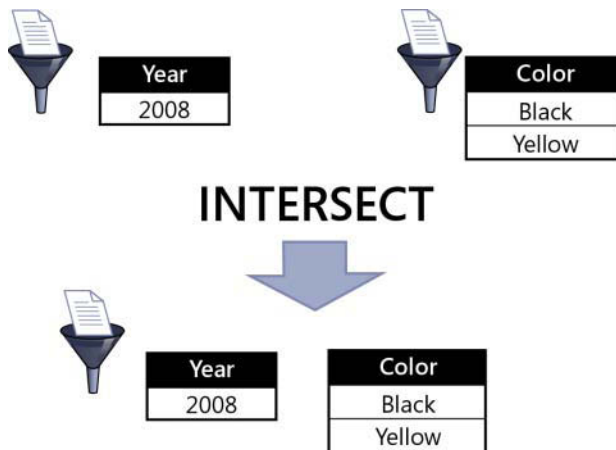 Year
2008
Color
Black
Yellow
INTERSECT
Year
2008
Color
Black
Yellow